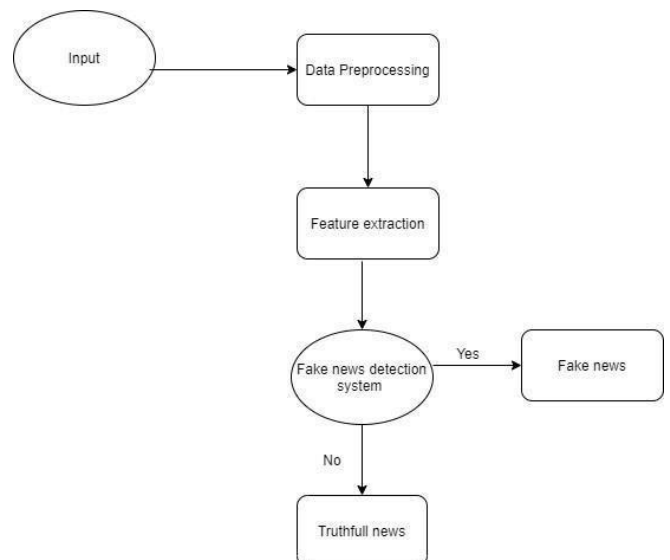 Input
Data Preprocessing
Feature extraction
Fake news detection
system
Yes
Fake news
No
Truthfull news